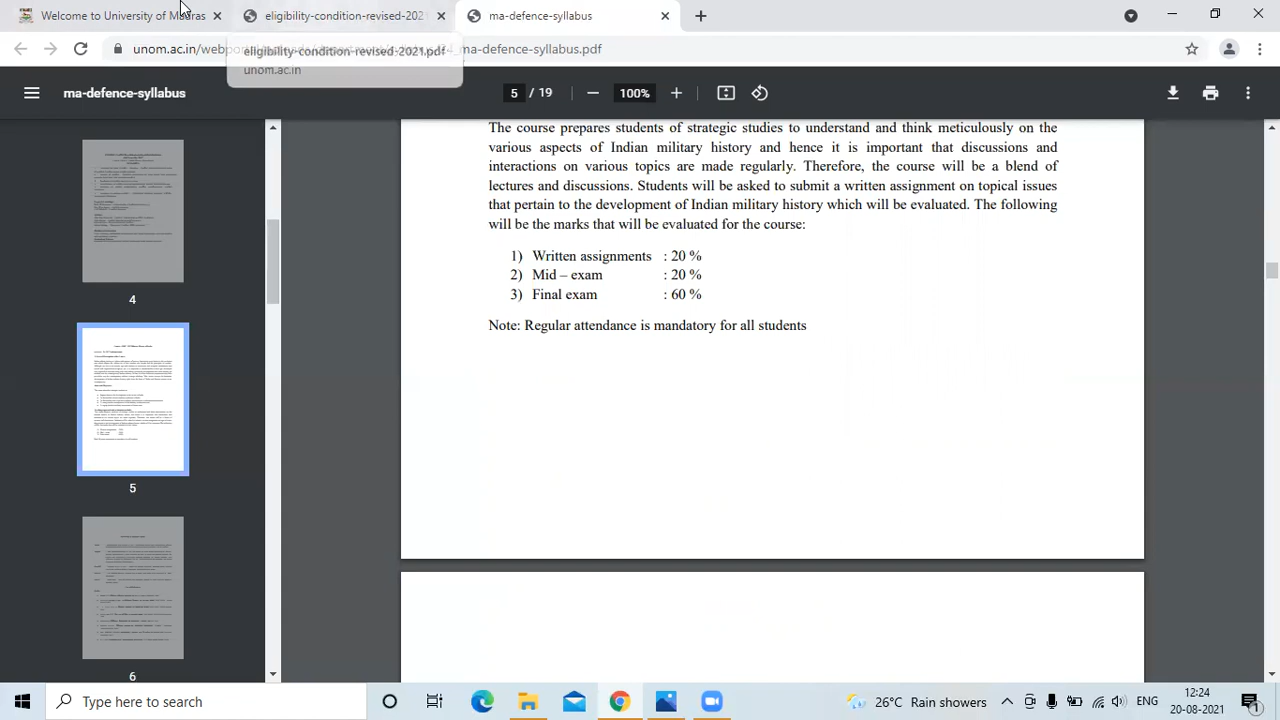 Welcome to University of Madras
eligibility-condition-revised-2021
ma-defence-syllabus
unom.ac.in/webp
_ma-defence-syllabus.pdf
eligibility-condition-revised-2021.pdf
unom.ac.in
ma-defence-syllabus
5 / 19
100%
The course prepares students of strategic studies to understand and think meticulously on the
various aspects of Indian military history and hence it is important that discussions and
interactions on various topics are made regularly. Therefore, the course will be a blend of
lectures and discussions. Students will be asked to submit a written assignment on topical issues
that pertain to the development of Indian military history which will be evaluated. The following
will be the marks that will be evaluated for the course:
1) Written assignments : 20 %
2) Mid – exam : 20 %
3) Final exam : 60 %
Note: Regular attendance is mandatory for all students
4
5
6
Type here to search
26°C Rain showers
ENG
12:24
20-08-2021
1